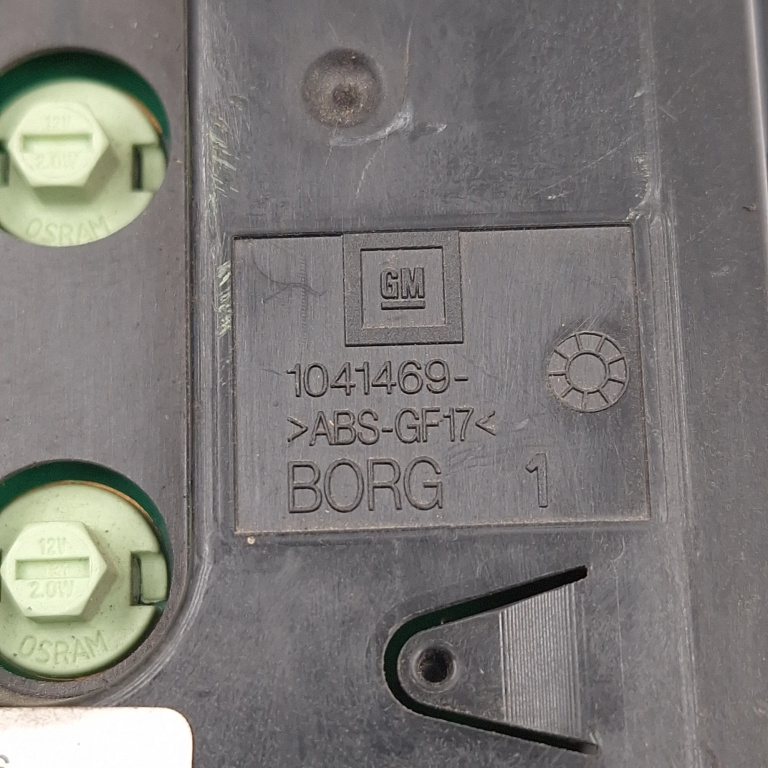 12V
2.0W
OSRAM
GM
1041469-
>ABS-GF17<
BORG 1
12V
2.0W
OSRAM